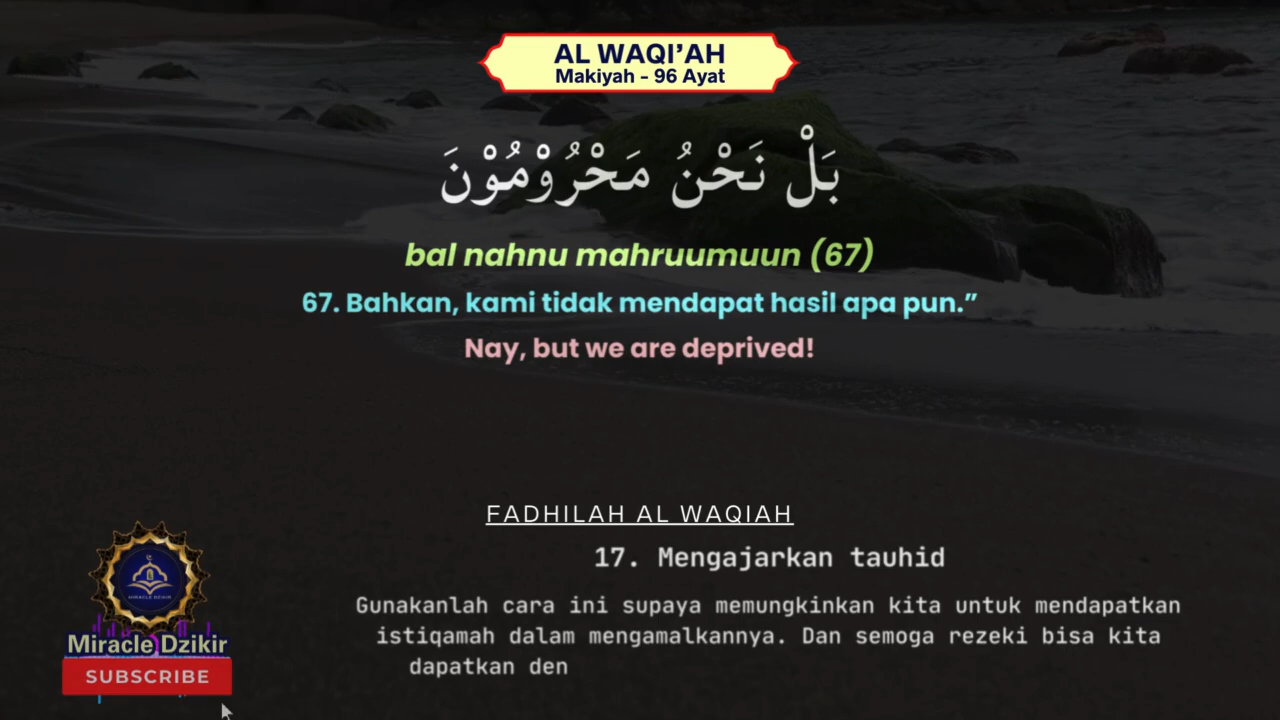 AL WAQI’AH
Makiyah - 96 Ayat
بَلْ نَحْنُ مَحْرُوْمُوْنَ
bal nahnu mahruumuun (67)
67. Bahkan, kami tidak mendapat hasil apa pun.”
Nay, but we are deprived!
FADHILAH AL WAQIAH
17. Mengajarkan tauhid
Gunakanlah cara ini supaya memungkinkan kita untuk mendapatkan
istiqamah dalam mengamalkannya. Dan semoga rezeki bisa kita
dapatkan den
MIRACLE DZIKIR
Miracle Dzikir
SUBSCRIBE